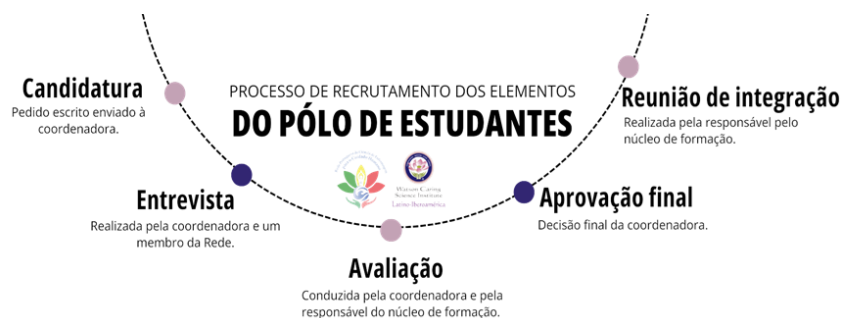 PROCESSO DE RECRUTAMENTO DOS ELEMENTOS
DO PÓLO DE ESTUDANTES
Candidatura
Pedido escrito enviado à
coordenadora.
Entrevista
Realizada pela coordenadora e um
membro da Rede.
Avaliação
Conduzida pela coordenadora e pela
responsável do núcleo de formação.
Aprovação final
Decisão final da coordenadora.
Reunião de integração
Realizada pela responsável pelo
núcleo de formação.
Watson Caring
Science Institute
Latino-Iberoamérica